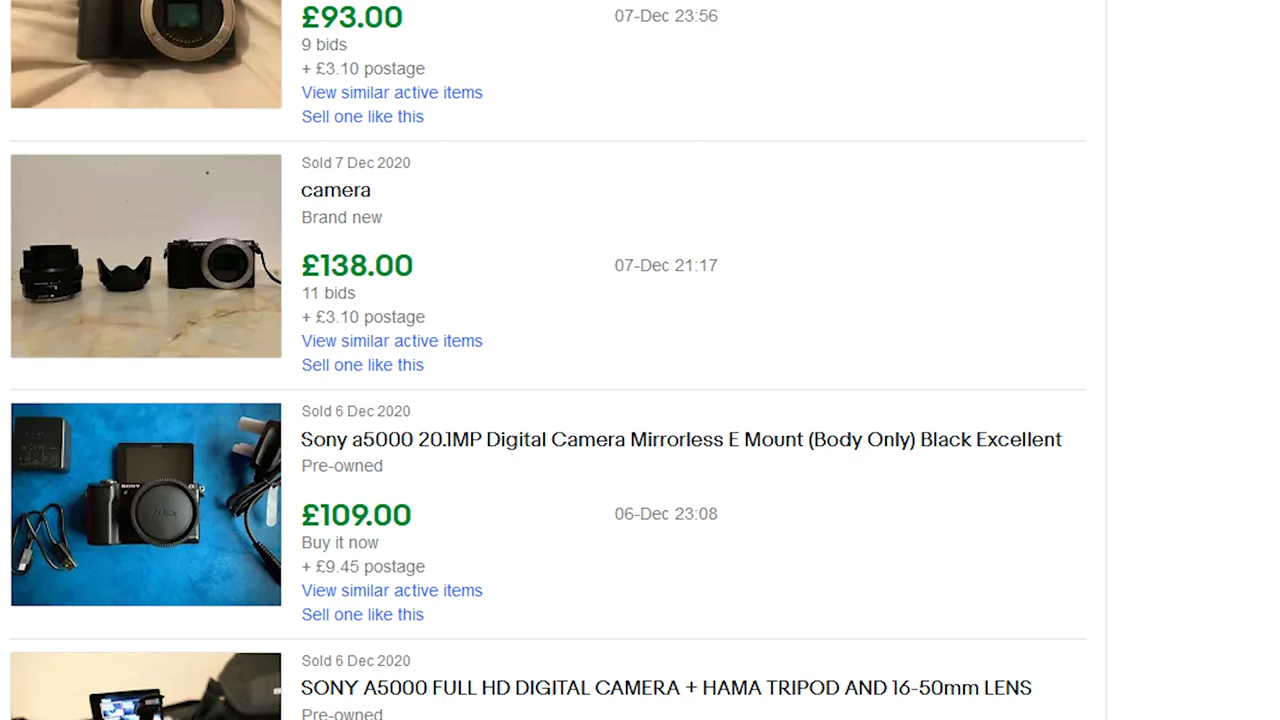 £93.00
07-Dec 23:56
9 bids
+ £3.10 postage
View similar active items
Sell one like this
Sold 7 Dec 2020
camera
Brand new
£138.00
07-Dec 21:17
11 bids
+ £3.10 postage
View similar active items
Sell one like this
Sold 6 Dec 2020
Sony a5000 20.1MP Digital Camera Mirrorless E Mount (Body Only) Black Excellent
Pre-owned
SONY
£109.00
06-Dec 23:08
Buy it now
+ £9.45 postage
View similar active items
Sell one like this
Sold 6 Dec 2020
SONY A5000 FULL HD DIGITAL CAMERA + HAMA TRIPOD AND 16-50mm LENS
Pre-owned